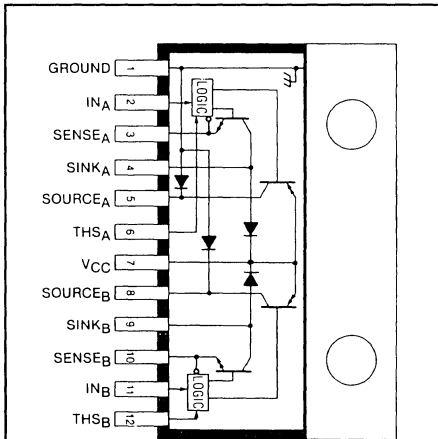 GROUND 1
INA 2
SENSEA 3
SINKA 4
SOURCEA 5
THSA 6
VCC 7
SOURCEB 8
SINKB 9
SENSEB 10
INB 11
THSB 12
LOGIC
LOGIC